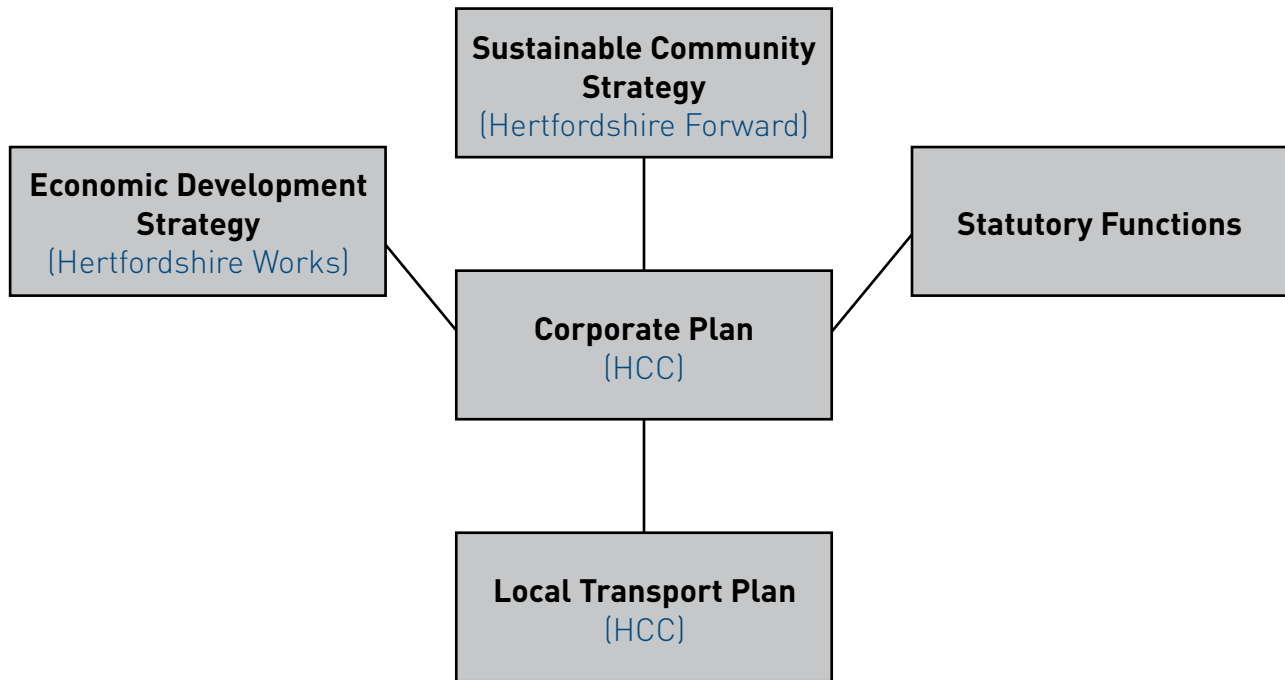 Sustainable Community
Strategy
(Hertfordshire Forward)
Economic Development
Strategy
(Hertfordshire Works)
Statutory Functions
Corporate Plan
(HCC)
Local Transport Plan
(HCC)